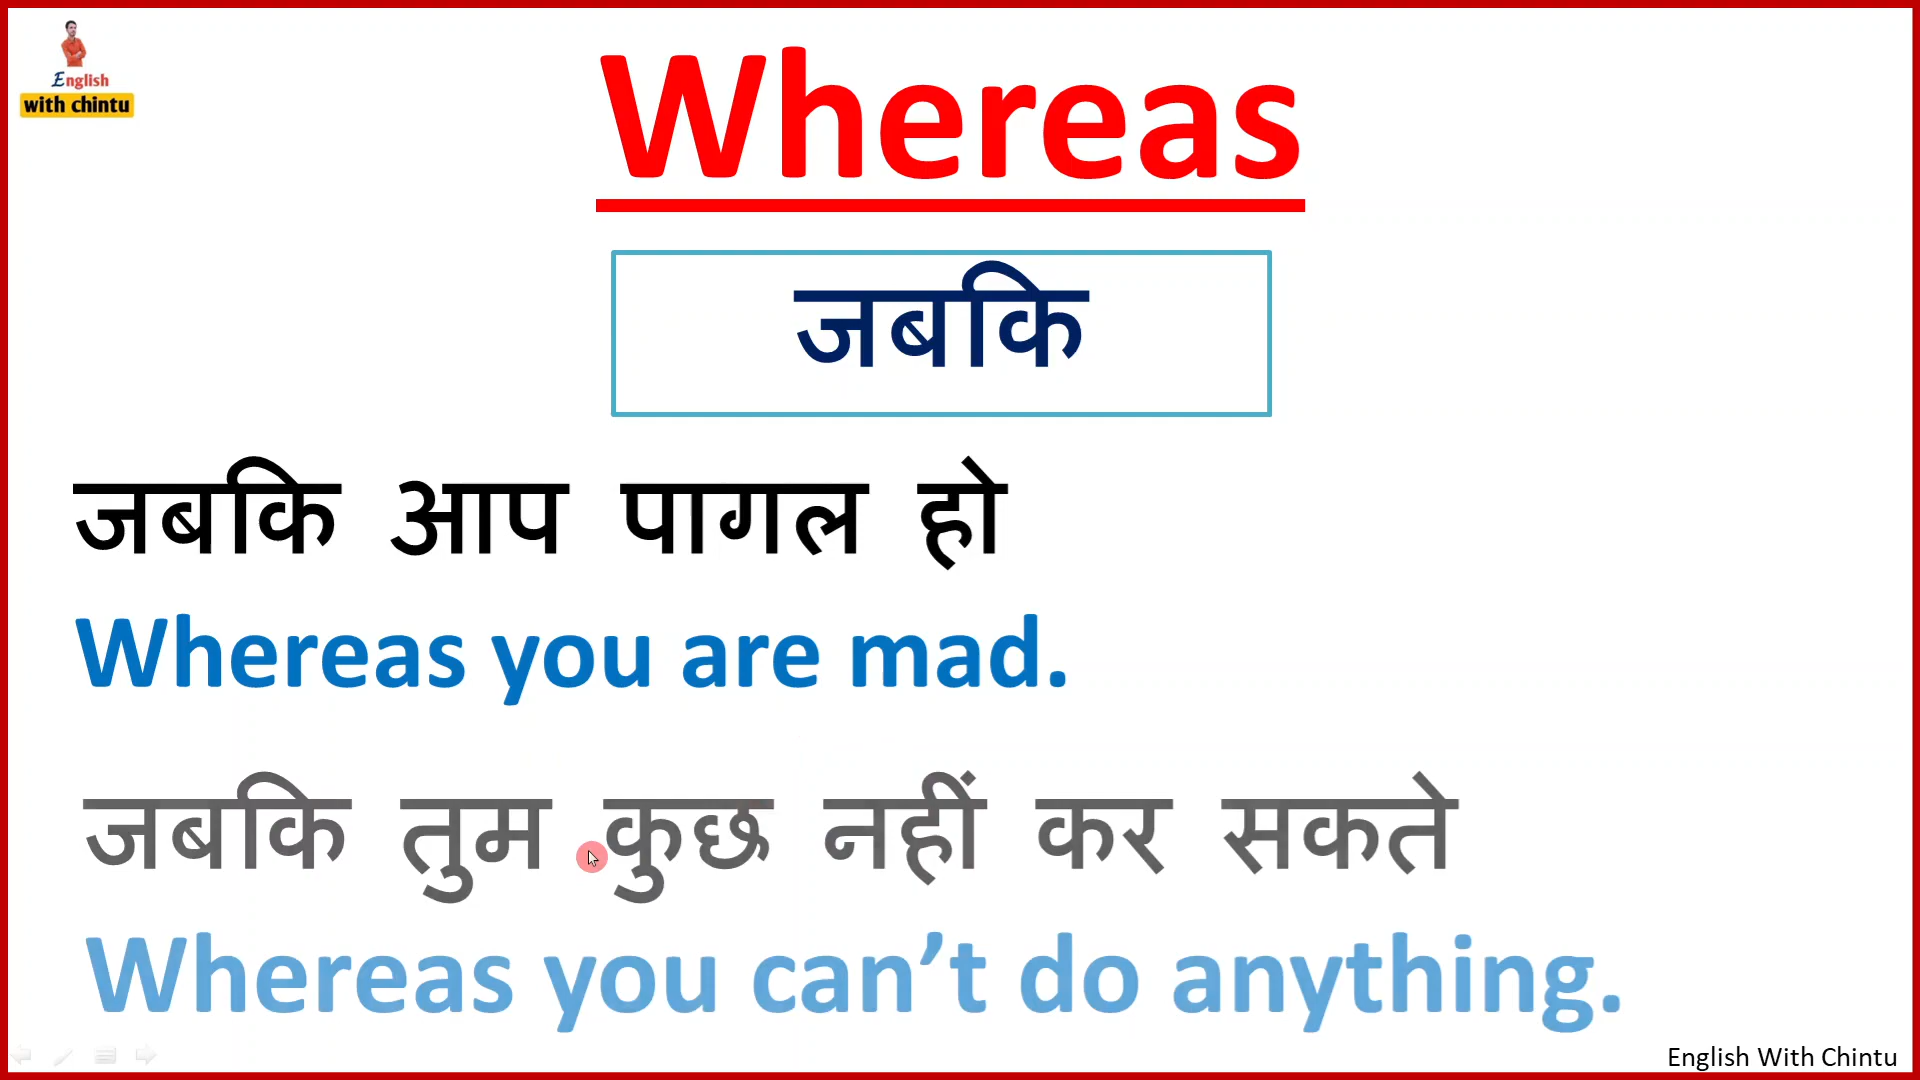 English
with chintu
Whereas
जबकि
जबकि आप पागल हो
Whereas you are mad.
जबकि तुम कुछ नहीं कर सकते
Whereas you can’t do anything.
English With Chintu